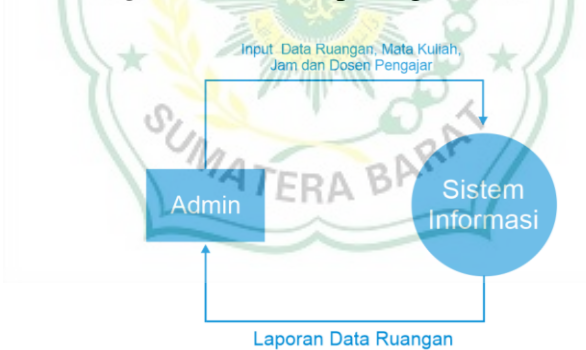 Input Data Ruangan, Mata Kuliah,
Jam dan Dosen Pengajar
SUMATERA BARAT
Admin
Sistem
Informasi
Laporan Data Ruangan